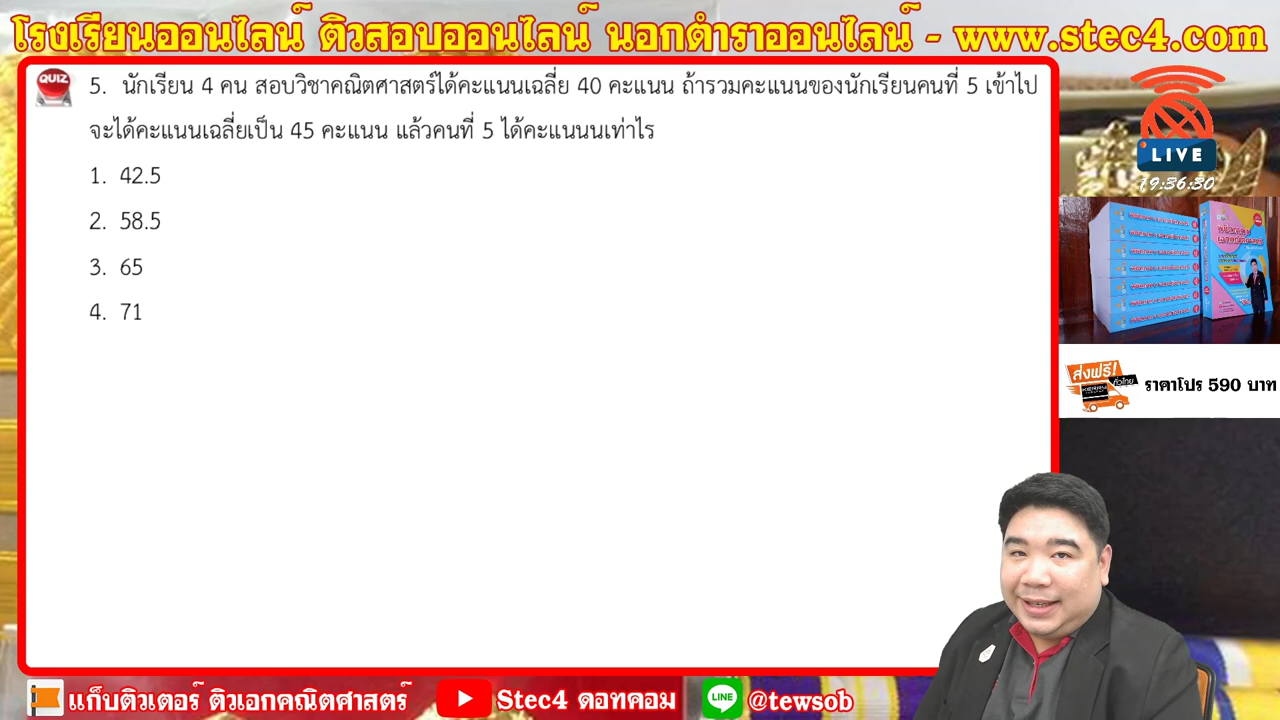 โรงเรียนออนไลน์ ติวสอบออนไลน์ นอกตำราออนไลน์ - www.stec4.com
QUIZ
5. นักเรียน 4 คน สอบวิชาคณิตศาสตร์ได้คะแนนเฉลี่ย 40 คะแนน ถ้ารวมคะแนนของนักเรียนคนที่ 5 เข้าไป
จะได้คะแนนเฉลี่ยเป็น 45 คะแนน แล้วคนที่ 5 ได้คะแนนนเท่าไร
1. 42.5
2. 58.5
3. 65
4. 71
LIVE
19:36:30
ส่งฟรี!
ทั่วไทย
ราคาโปร 590 บาท
แก็บติวเตอร์ ติวเอกคณิตศาสตร์
Stec4 ดอทคอม
LINE
@tewsob